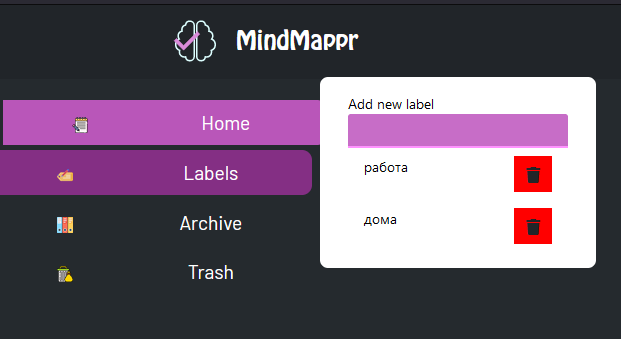 MindMappr
Home
Labels
Archive
Trash
Add new label
работа
дома